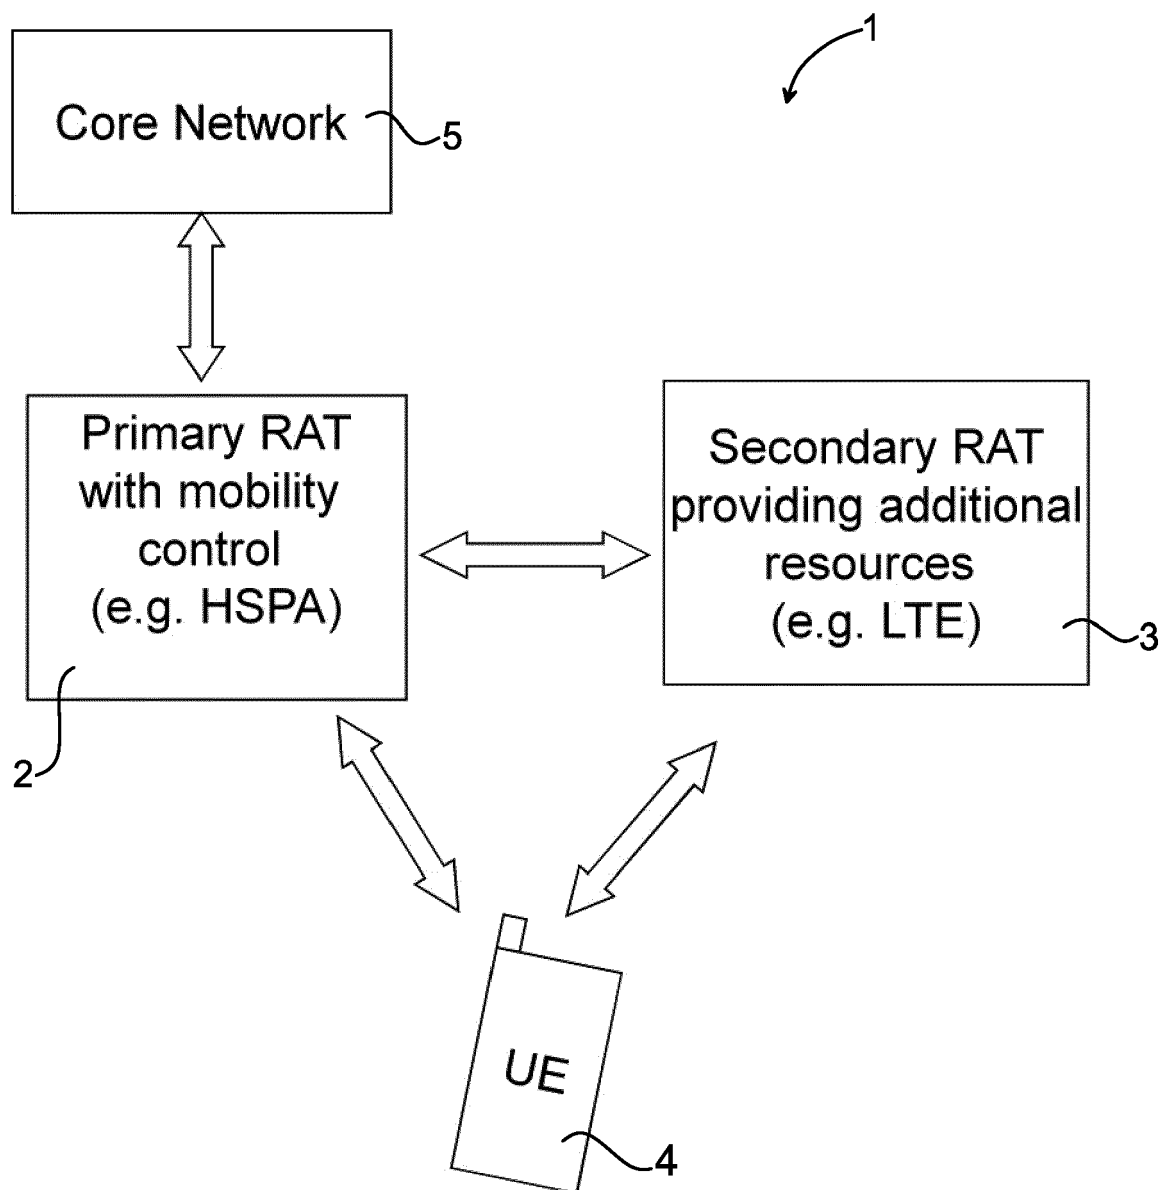 1
Core Network
5
Primary RAT
with mobility
control
(e.g. HSPA)
2
Secondary RAT
providing additional
resources
(e.g. LTE)
3
UE
4